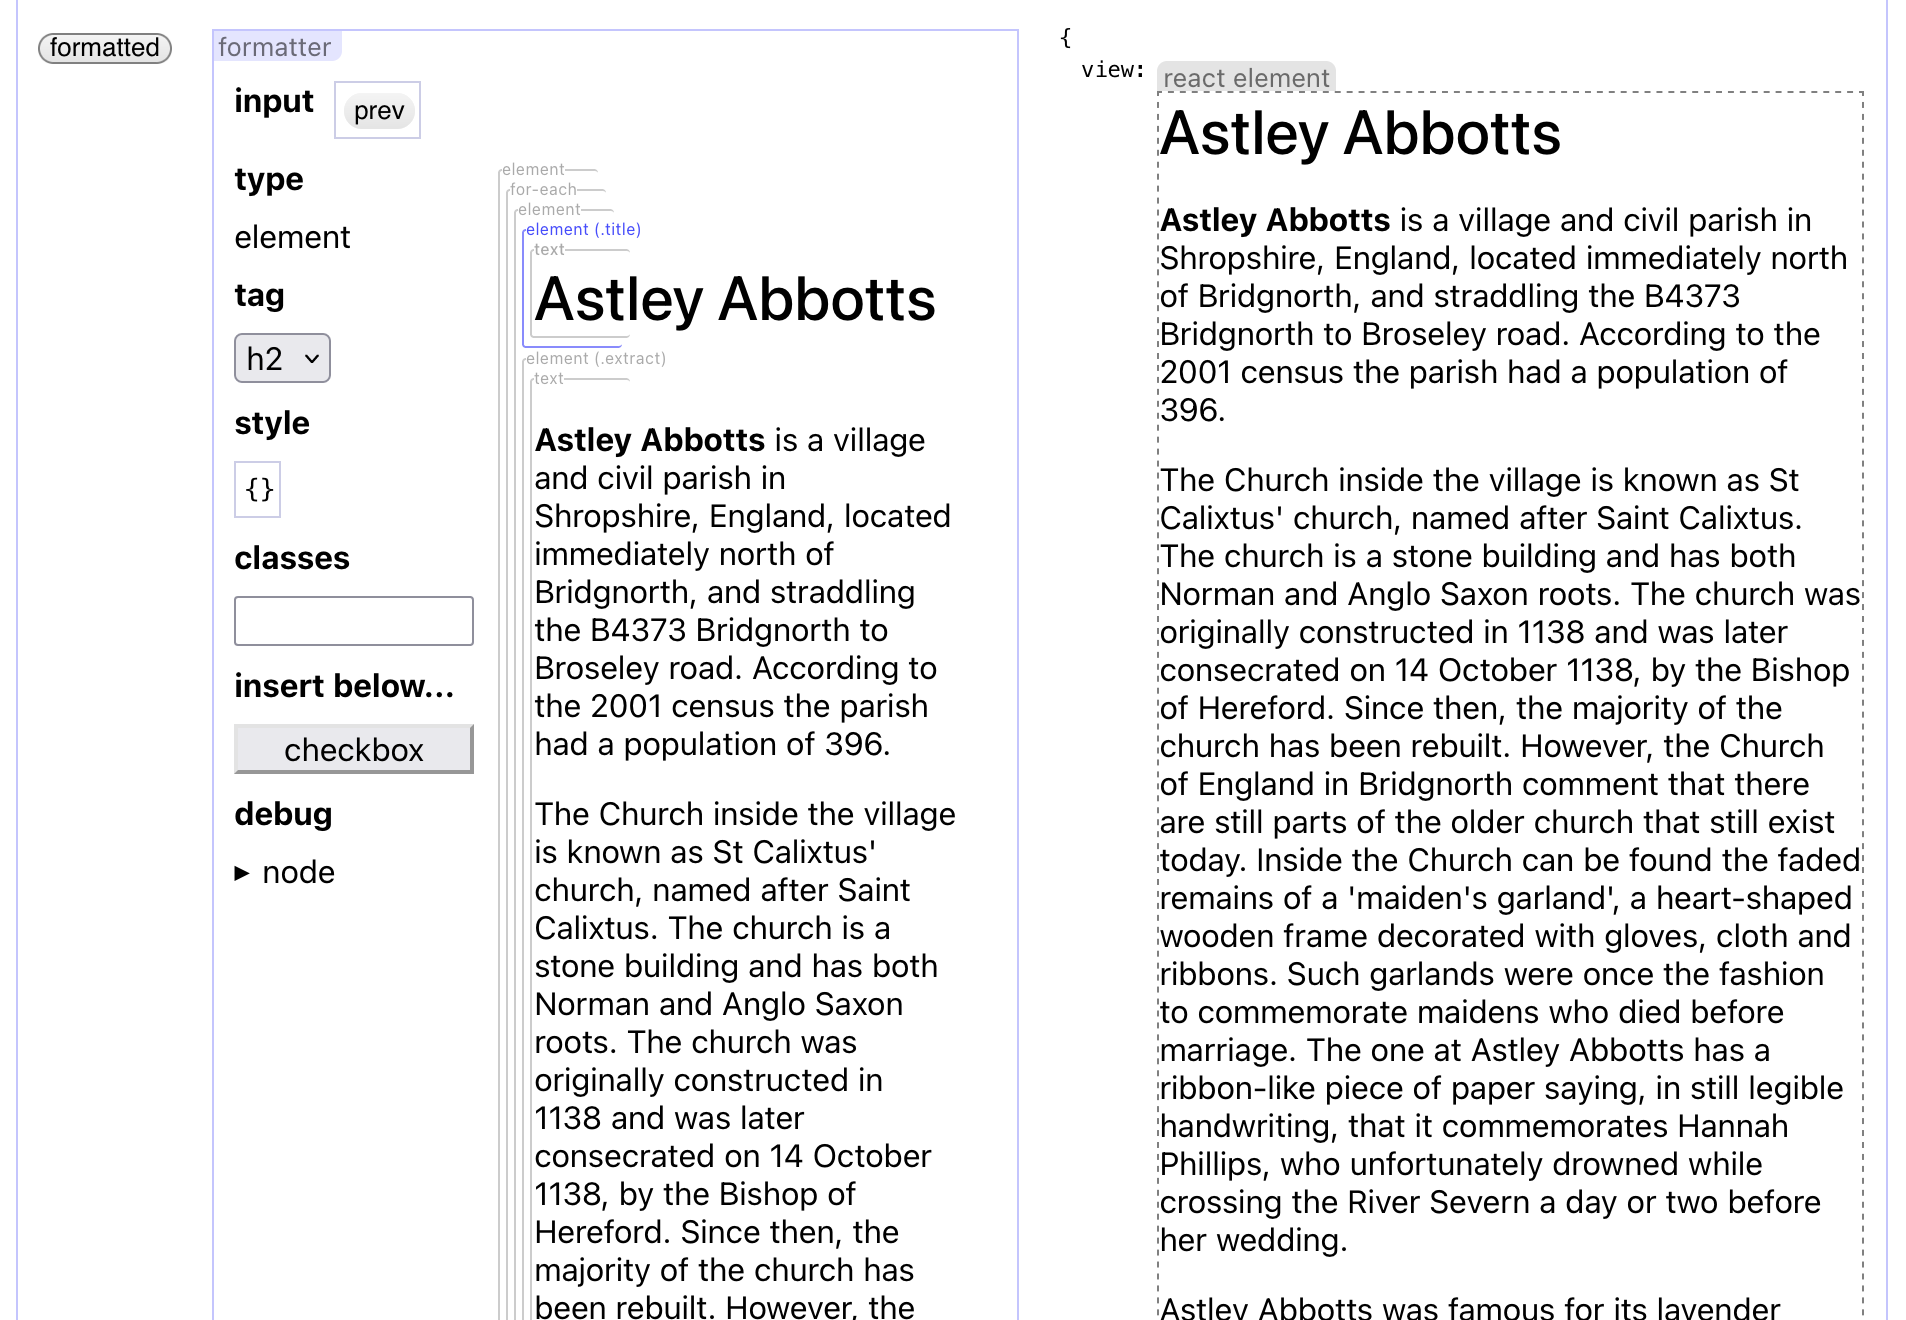 formatted
formatter
input prev
type
element
tag
h2
style
{}
classes
insert below...
checkbox
debug
▸ node
element
for-each
element
element (.title)
text
Astley Abbotts
element (.extract)
text
Astley Abbotts is a village
and civil parish in
Shropshire, England, located
immediately north of
Bridgnorth, and straddling
the B4373 Bridgnorth to
Broseley road. According to
the 2001 census the parish
had a population of 396.
The Church inside the village
is known as St Calixtus'
church, named after Saint
Calixtus. The church is a
stone building and has both
Norman and Anglo Saxon
roots. The church was
originally constructed in
1138 and was later
consecrated on 14 October
1138, by the Bishop of
Hereford. Since then, the
majority of the church has
been rebuilt. However, the
{
view: react element
Astley Abbotts
Astley Abbotts is a village and civil parish in
Shropshire, England, located immediately north
of Bridgnorth, and straddling the B4373
Bridgnorth to Broseley road. According to the
2001 census the parish had a population of
396.
The Church inside the village is known as St
Calixtus' church, named after Saint Calixtus.
The church is a stone building and has both
Norman and Anglo Saxon roots. The church was
originally constructed in 1138 and was later
consecrated on 14 October 1138, by the Bishop
of Hereford. Since then, the majority of the
church has been rebuilt. However, the Church
of England in Bridgnorth comment that there
are still parts of the older church that still exist
today. Inside the Church can be found the faded
remains of a 'maiden's garland', a heart-shaped
wooden frame decorated with gloves, cloth and
ribbons. Such garlands were once the fashion
to commemorate maidens who died before
marriage. The one at Astley Abbotts has a
ribbon-like piece of paper saying, in still legible
handwriting, that it commemorates Hannah
Phillips, who unfortunately drowned while
crossing the River Severn a day or two before
her wedding.
Astley Abbotts was famous for its lavender